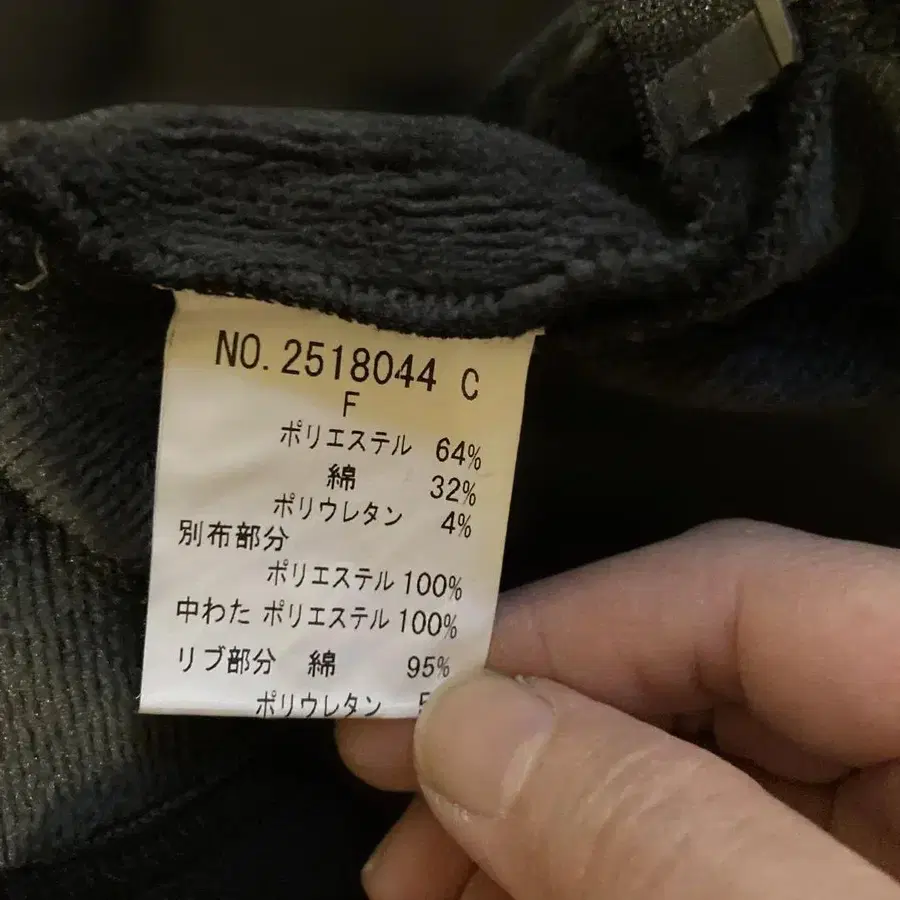 NO.2518044 C
F
ポリエステル 64%
綿 32%
ポリウレタン 4%
別布部分
ポリエステル 100%
中わた ポリエステル 100%
リブ部分 綿 95%
ポリウレタン